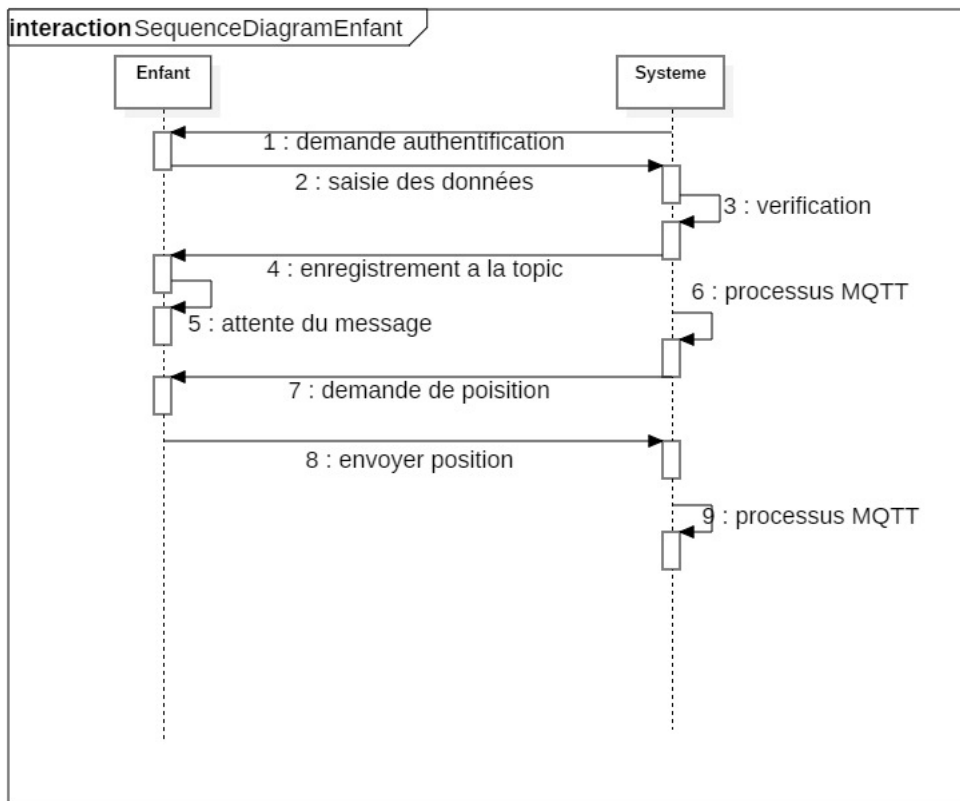 interaction SequenceDiagramEnfant
Enfant
Systeme
1 : demande authentification
2 : saisie des données
3 : verification
4 : enregistrement a la topic
5 : attente du message
6 : processus MQTT
7 : demande de poisition
8 : envoyer position
9 : processus MQTT